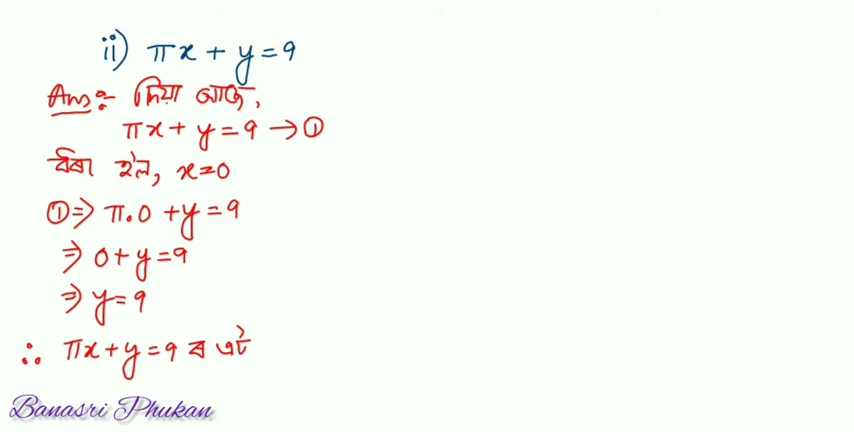 ii) πx + y = 9
Ans: দিয়া আছে,
πx + y = 9 → ①
ধৰা হ'ল, x=0
① ⇒ π.0 + y = 9
⇒ 0 + y = 9
⇒ y = 9
∴ πx + y = 9 ৰ এটা
Banasri Phukan